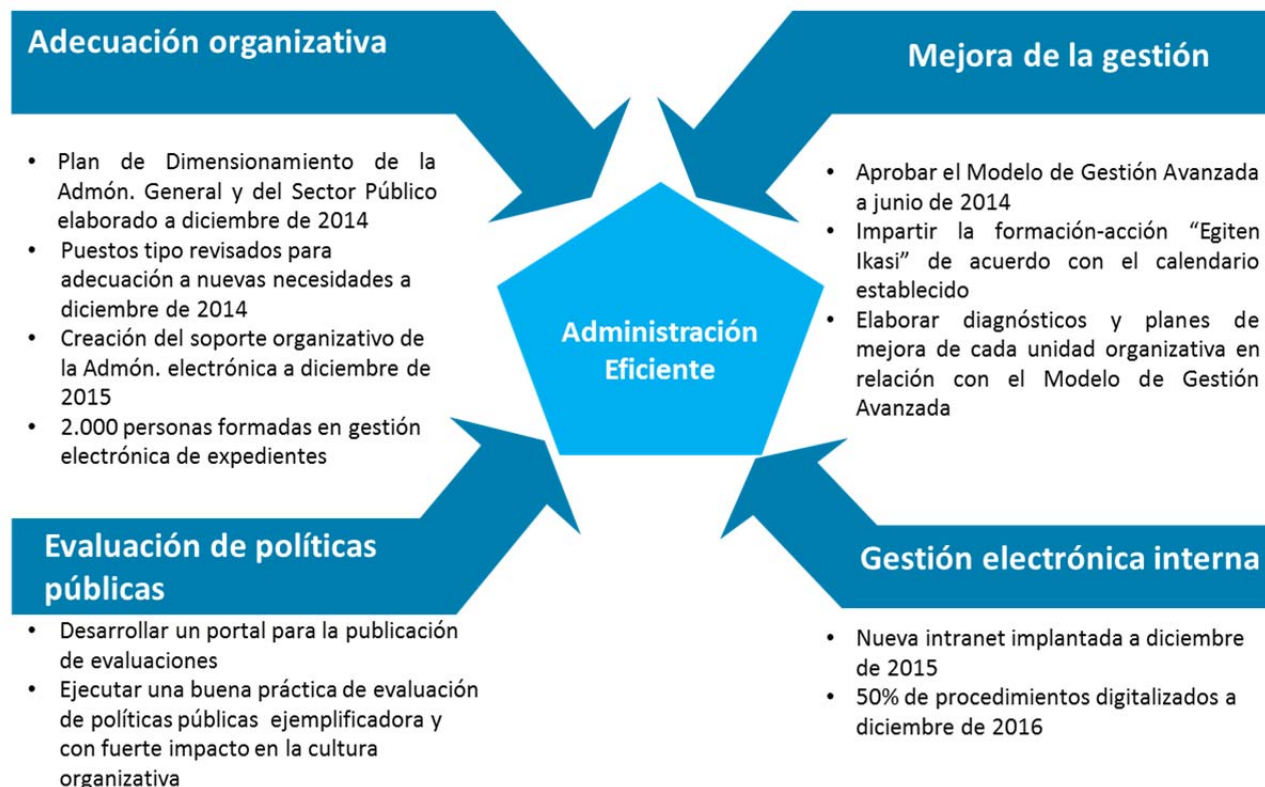 Adecuación organizativa
• Plan de Dimensionamiento de la
Admón. General y del Sector Público
elaborado a diciembre de 2014
• Puestos tipo revisados para
adecuación a nuevas necesidades a
diciembre de 2014
• Creación del soporte organizativo de
la Admón. electrónica a diciembre de
2015
• 2.000 personas formadas en gestión
electrónica de expedientes
Mejora de la gestión
• Aprobar el Modelo de Gestión Avanzada
a junio de 2014
• Impartir la formación-acción “Egiten
Ikasi” de acuerdo con el calendario
establecido
• Elaborar diagnósticos y planes de
mejora de cada unidad organizativa en
relación con el Modelo de Gestión
Avanzada
Administración
Eficiente
Evaluación de políticas
públicas
• Desarrollar un portal para la publicación
de evaluaciones
• Ejecutar una buena práctica de evaluación
de políticas públicas ejemplificadora y
con fuerte impacto en la cultura
organizativa
Gestión electrónica interna
• Nueva intranet implantada a diciembre
de 2015
• 50% de procedimientos digitalizados a
diciembre de 2016